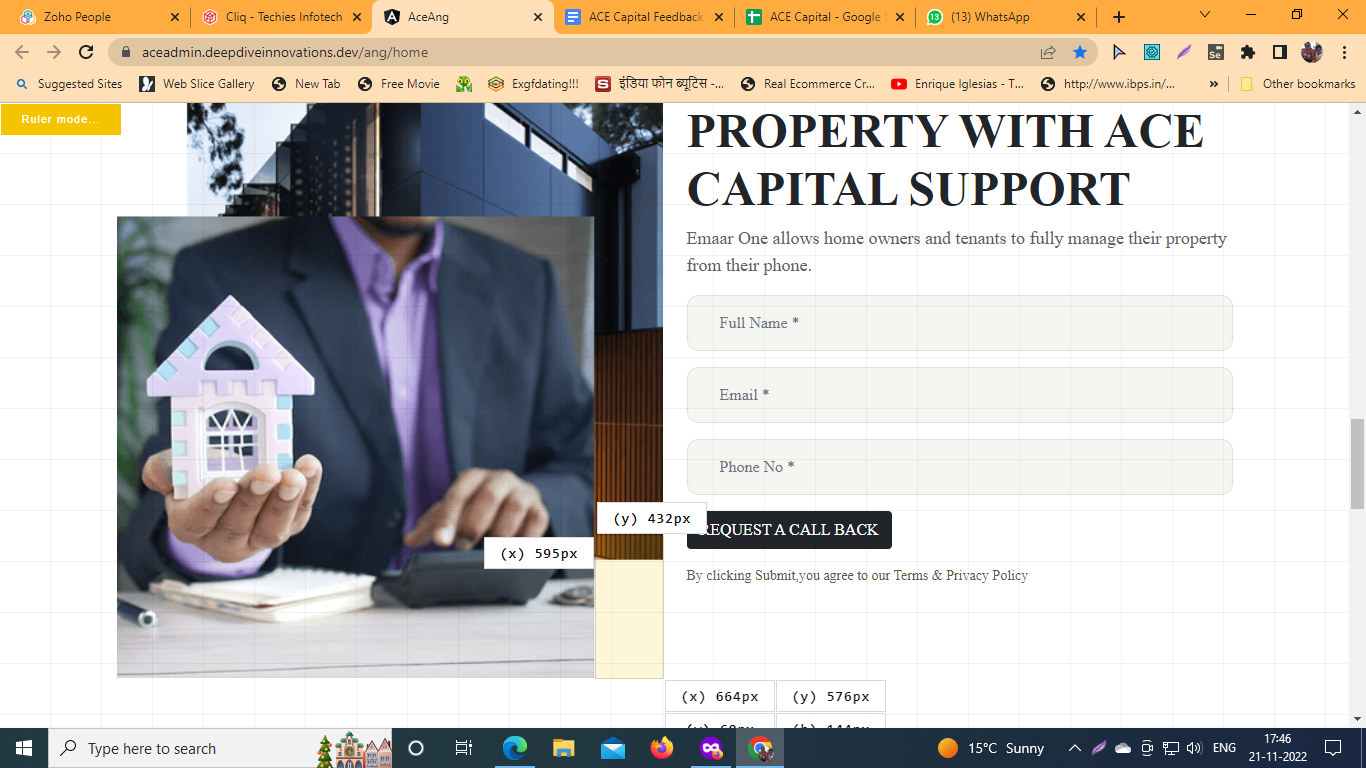 Zoho People
Cliq - Techies Infotech
AceAng
ACE Capital Feedback
ACE Capital - Google S
13
(13) WhatsApp
aceadmin.deepdiveinnovations.dev/ang/home
Se
Suggested Sites
Web Slice Gallery
New Tab
Free Movie
Exgfdating!!!
इंडिया फोन ब्यूटिस -...
Real Ecommerce Cr...
Enrique Iglesias - T...
http://www.ibps.in/...
»
Other bookmarks
Ruler mode...
PROPERTY WITH ACE
CAPITAL SUPPORT
Emaar One allows home owners and tenants to fully manage their property
from their phone.
Full Name *
Email *
Phone No *
(y) 432px
REQUEST A CALL BACK
(x) 595px
By clicking Submit,you agree to our Terms & Privacy Policy
(x) 664px
(y) 576px
Type here to search
15°C Sunny
ENG
17:46
21-11-2022